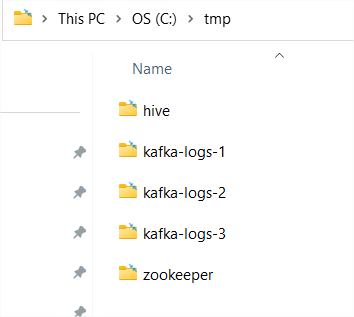 This PC OS (C:) tmp
Name
hive
kafka-logs-1
kafka-logs-2
kafka-logs-3
zookeeper